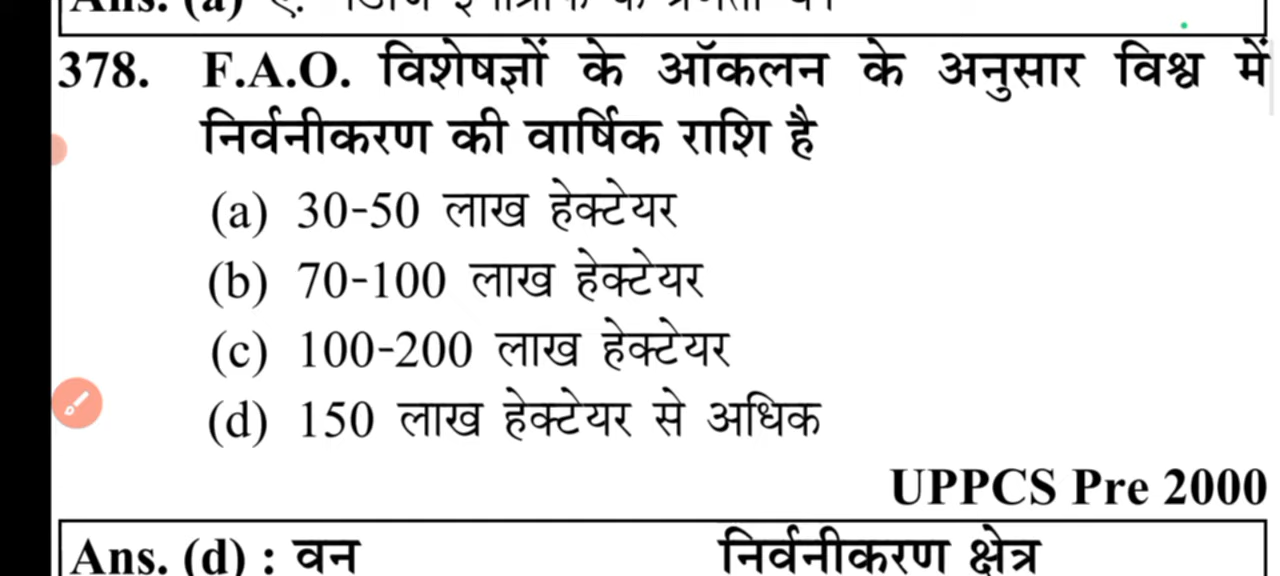 378. F.A.O. विशेषज्ञों के ऑकलन के अनुसार विश्व में
निर्वनीकरण की वार्षिक राशि है
(a) 30-50 लाख हेक्टेयर
(b) 70-100 लाख हेक्टेयर
(c) 100-200 लाख हेक्टेयर
(d) 150 लाख हेक्टेयर से अधिक
UPPCS Pre 2000
Ans. (d) : वन निर्वनीकरण क्षेत्र